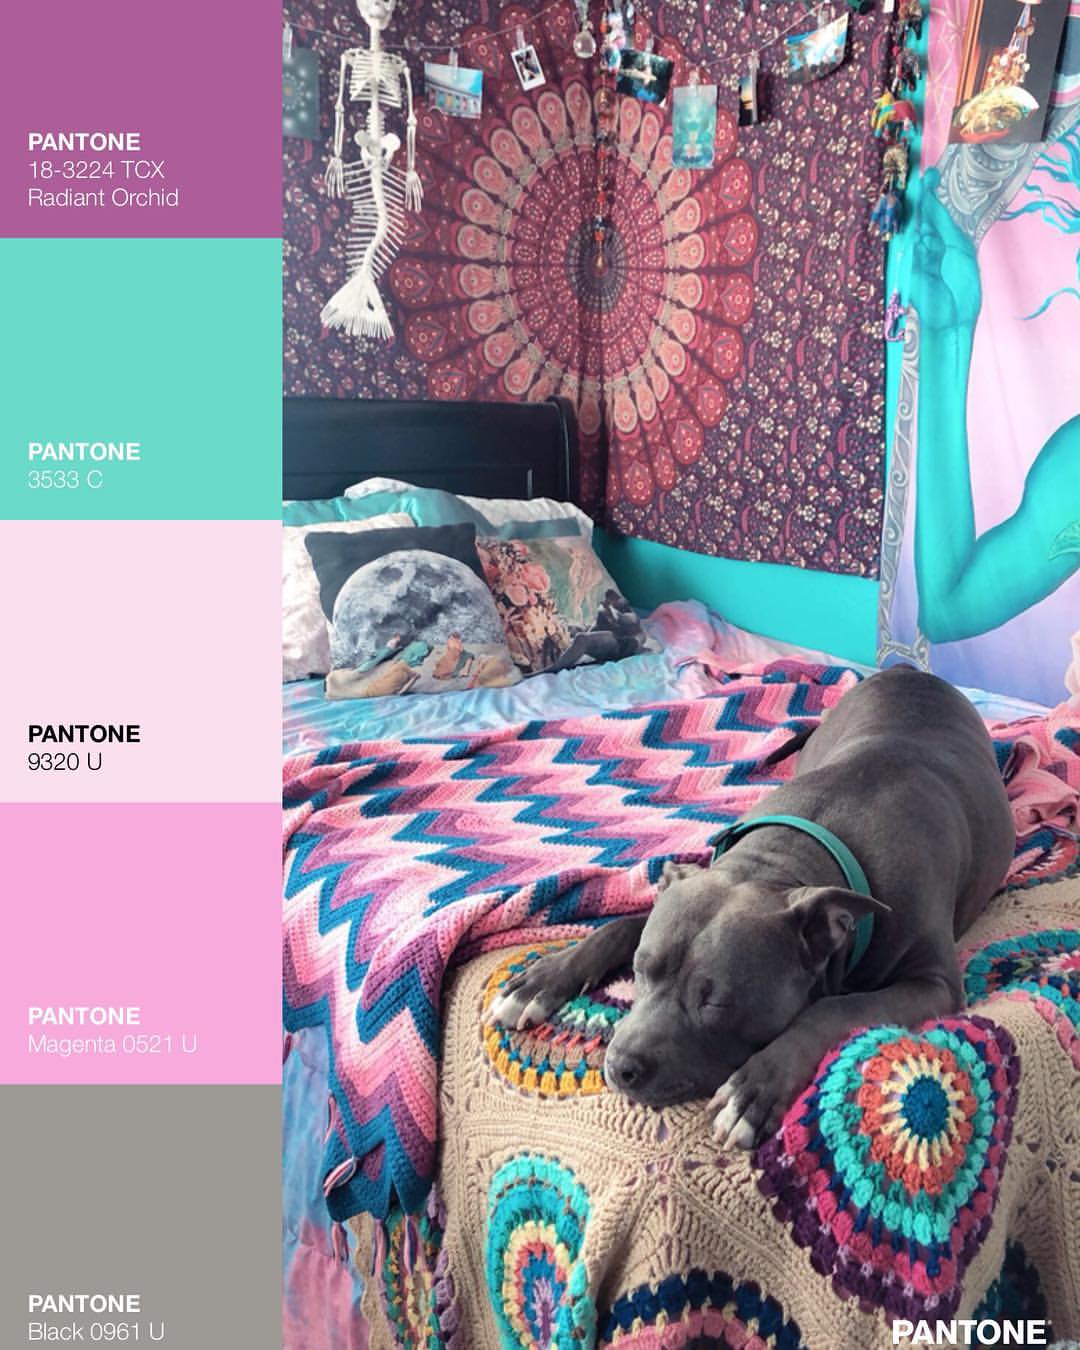 PANTONE
18-3224 TCX
Radiant Orchid
PANTONE
3533 C
PANTONE
9320 U
PANTONE
Magenta 0521 U
PANTONE
Black 0961 U
PANTONE®